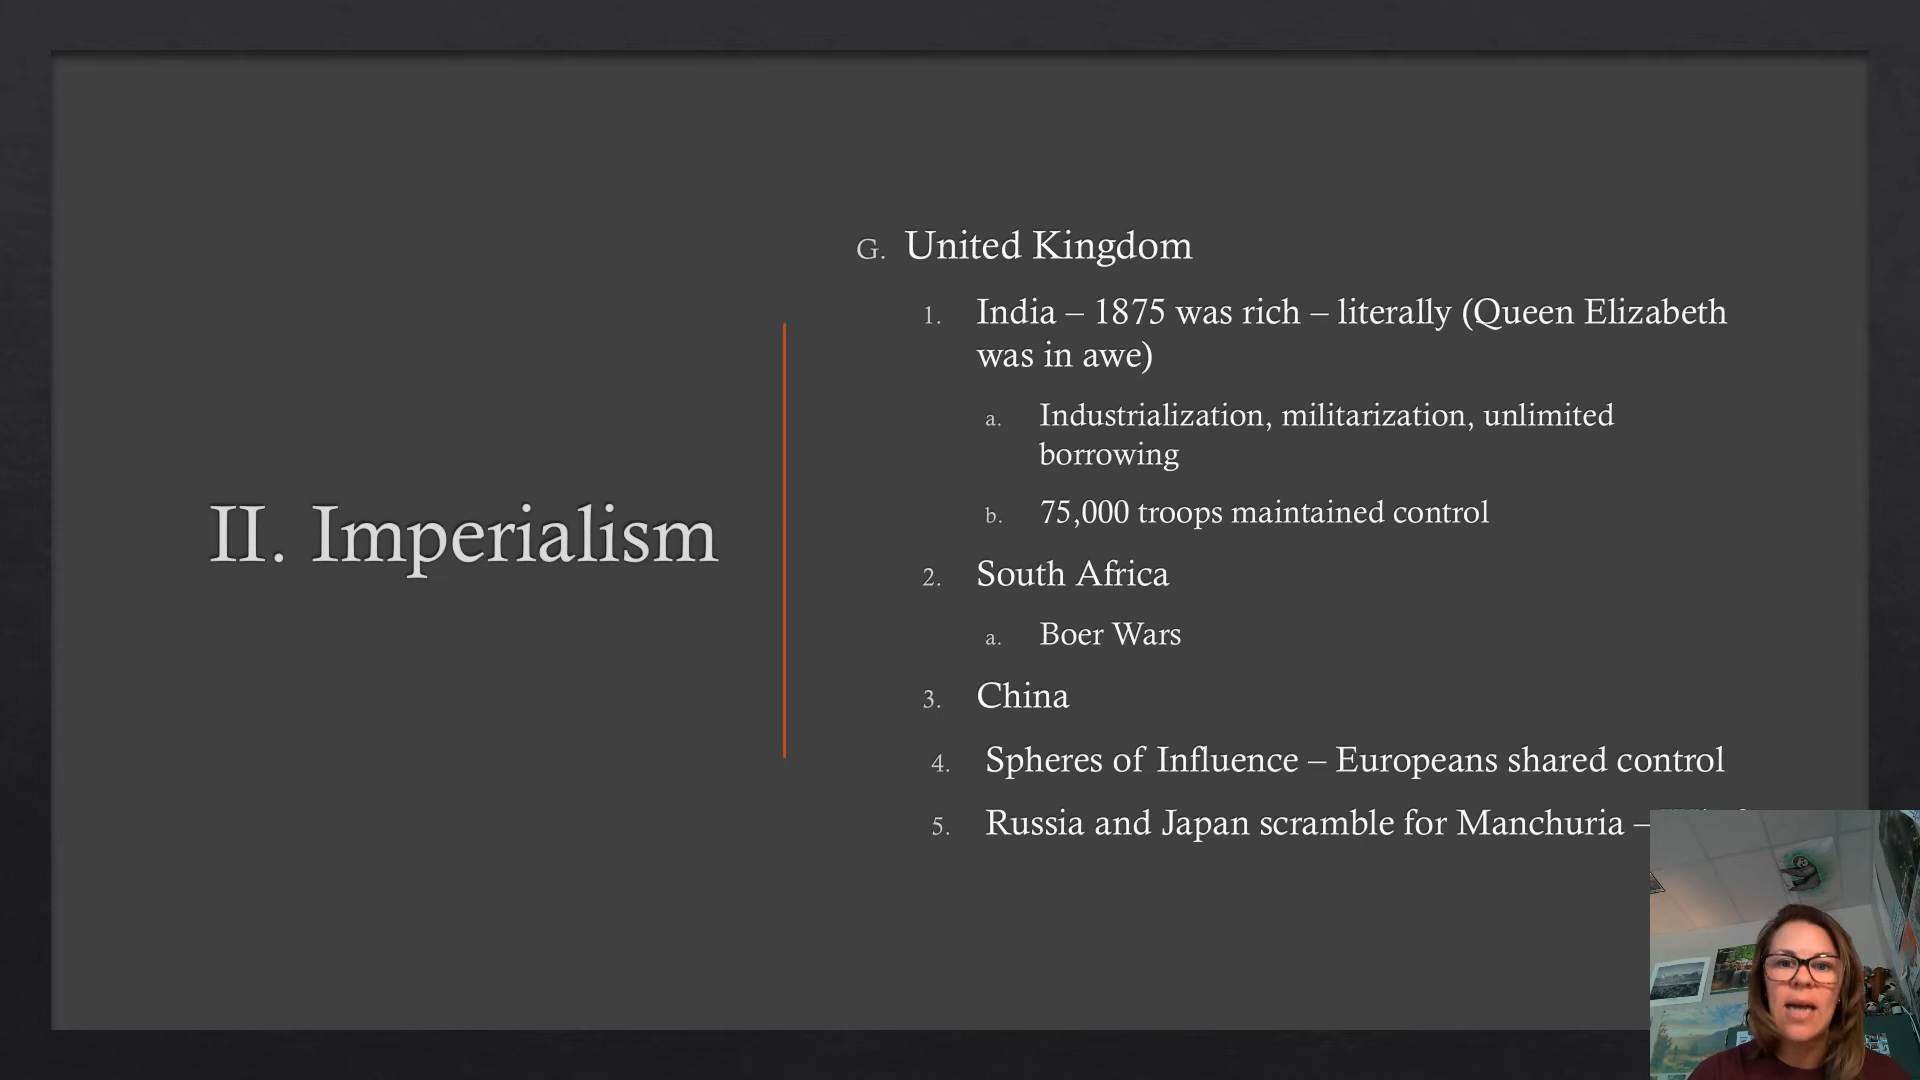 II. Imperialism
G. United Kingdom
1. India – 1875 was rich – literally (Queen Elizabeth
was in awe)
a. Industrialization, militarization, unlimited
borrowing
b. 75,000 troops maintained control
2. South Africa
a. Boer Wars
3. China
4. Spheres of Influence – Europeans shared control
5. Russia and Japan scramble for Manchuria –